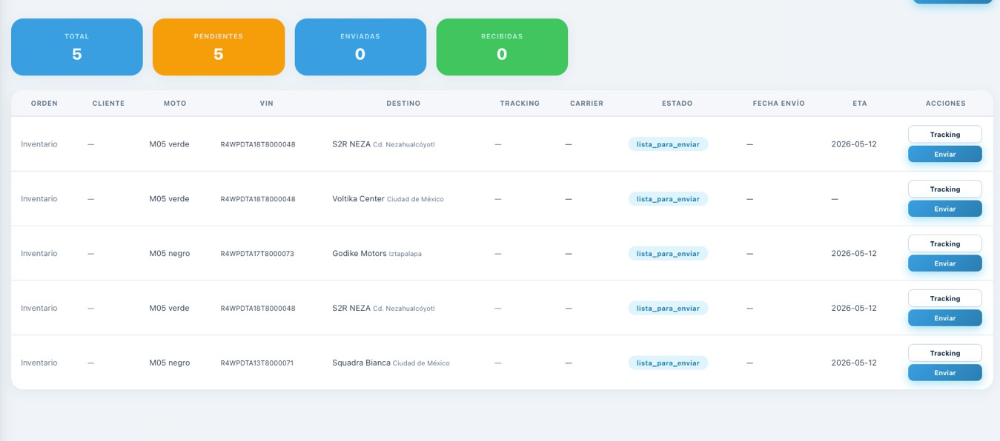 TOTAL
5
PENDIENTES
5
ENVIADAS
0
RECIBIDAS
0
ORDEN CLIENTE MOTO VIN DESTINO TRACKING CARRIER ESTADO FECHA ENVÍO ETA ACCIONES
Inventario — M05 verde R4WPDTA18T8000048 S2R NEZA Cd. Nezahualcóyotl — — lista_para_enviar — 2026-05-12 Tracking
Enviar
Inventario — M05 verde R4WPDTA18T8000048 Voltika Center Ciudad de México — — lista_para_enviar — — Tracking
Enviar
Inventario — M05 negro R4WPDTA17T8000073 Godike Motors Iztapalapa — — lista_para_enviar — 2026-05-12 Tracking
Enviar
Inventario — M05 verde R4WPDTA18T8000048 S2R NEZA Cd. Nezahualcóyotl — — lista_para_enviar — 2026-05-12 Tracking
Enviar
Inventario — M05 negro R4WPDTA13T8000071 Squadra Bianca Ciudad de México — — lista_para_enviar — 2026-05-12 Tracking
Enviar